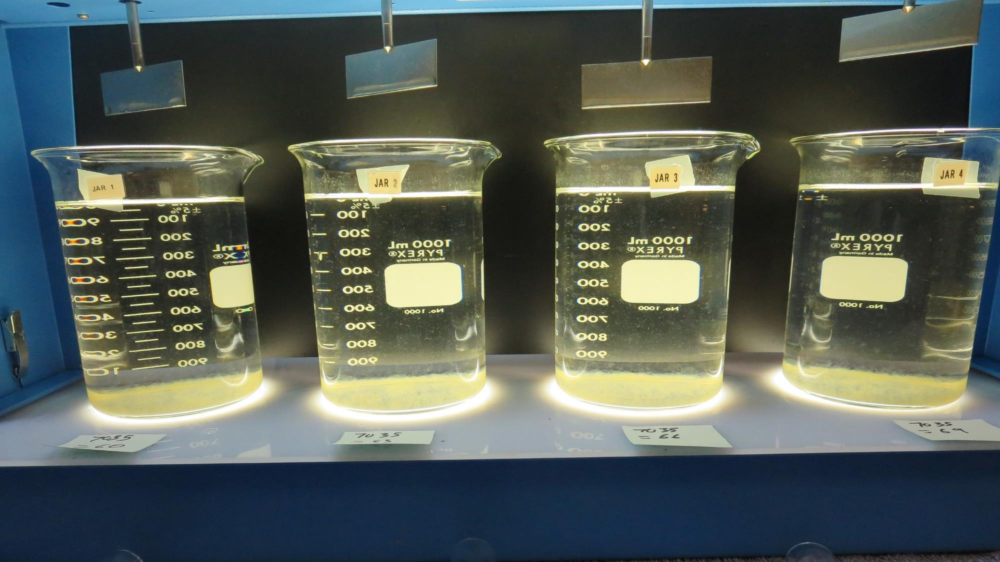 JAR 1
JAR 2
JAR 3
JAR 4
±5%
100
200
300
400
500
600
700
800
900
±5%
100
200
300
400
500
600
700
800
900
1000 mL
PYREX®
Made in Germany
No. 1000
±5%
100
200
300
400
500
600
700
800
900
1000 mL
PYREX®
Made in Germany
No. 1000
1000 mL
PYREX®
Made in Germany
No. 1000
7035
= 60
7035
= 63
7035
= 66
7035
= 69